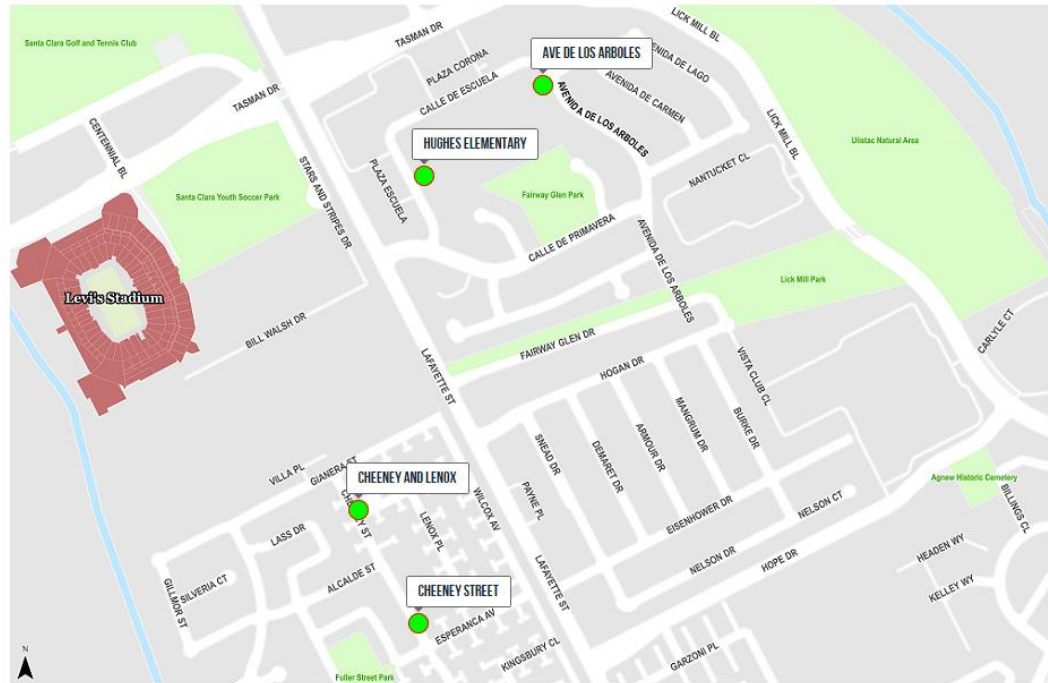 Santa Clara Golf and Tennis Club
TASMAN DR
LICK MILL BL
AVE DE LOS ARBOLES
AVENIDA DE LAGO
PLAZA CORONA
TASMAN DR
CALLE DE ESCUELA
AVENIDA DE CARMEN
AVENIDA DE LOS ARBOLES
LICK MILL BL
CENTENNIAL BL
HUGHES ELEMENTARY
Ulistac Natural Area
STARS AND STRIPES DR
PLAZA ESCUELA
NANTUCKET CL
Santa Clara Youth Soccer Park
Fairway Glen Park
CALLE DE PRIMAVERA
AVENIDA DE LOS ARBOLES
Lick Mill Park
Levi's Stadium
BILL WALSH DR
FAIRWAY GLEN DR
CARLYLE CT
LAFAYETTE ST
HOGAN DR
VISTA CLUB CL
SNEAD DR
DEMARET DR
ARMOUR DR
MANGRUM DR
BURKE DR
VILLA PL
GIANERA ST
CHEENEY AND LENOX
WILCOX AV
PAYNE PL
Agnew Historic Cemetery
BILLINGS CL
CHEENEY ST
LENOX PL
LASS DR
EISENHOWER DR
NELSON CT
HEADEN WY
SILVERIA CT
GILLMOR ST
ALCALDE ST
CHEENEY STREET
LAFAYETTE ST
NELSON DR
HOPE DR
KELLEY WY
ESPERANCA AV
KINGSBURY CL
GARZONI PL
Fuller Street Park
N